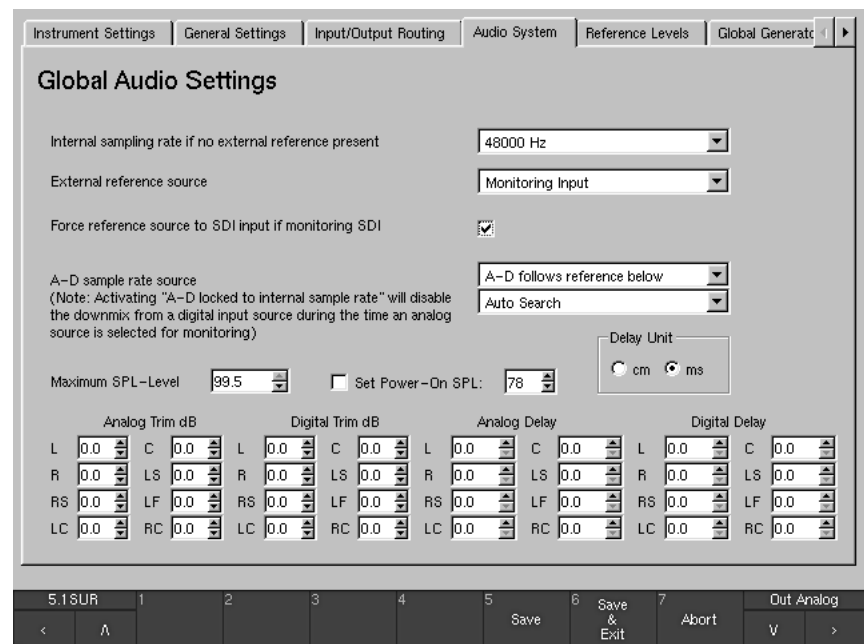 Instrument Settings General Settings Input/Output Routing Audio System Reference Levels Global Generato
Global Audio Settings
Internal sampling rate if no external reference present 48000 Hz
External reference source Monitoring Input
Force reference source to SDI input if monitoring SDI
A-D sample rate source A-D follows reference below
(Note: Activating "A-D locked to internal sample rate" will disable Auto Search
the downmix from a digital input source during the time an analog
source is selected for monitoring)
Delay Unit
cm ms
Maximum SPL-Level 99.5 Set Power-On SPL: 78
Analog Trim dB Digital Trim dB Analog Delay Digital Delay
L 0.0 C 0.0 L 0.0 C 0.0 L 0.0 C 0.0 L 0.0 C 0.0
R 0.0 LS 0.0 R 0.0 LS 0.0 R 0.0 LS 0.0 R 0.0 LS 0.0
RS 0.0 LF 0.0 RS 0.0 LF 0.0 RS 0.0 LF 0.0 RS 0.0 LF 0.0
LC 0.0 RC 0.0 LC 0.0 RC 0.0 LC 0.0 RC 0.0 LC 0.0 RC 0.0
5.1SUR 1 2 3 4 5 6 7 Out Analog
< Λ Save Save & Exit Abort V >